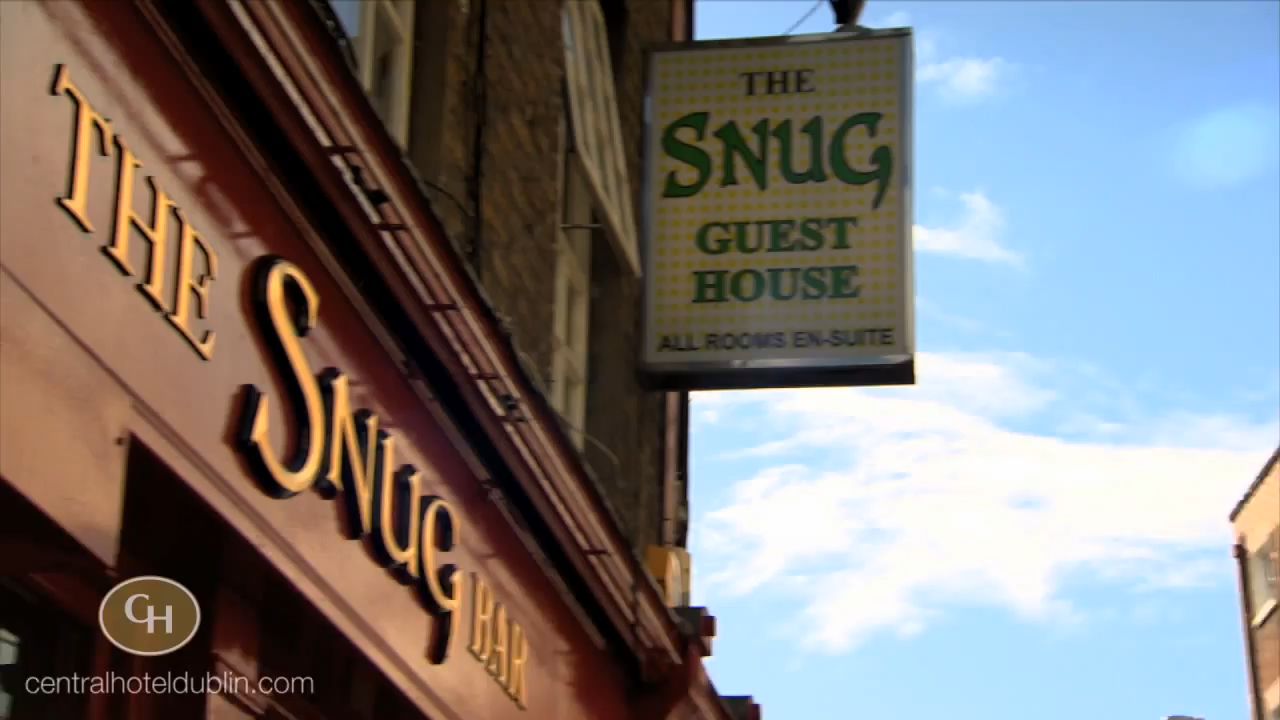 THE SNUG BAR
THE
SNUG
GUEST
HOUSE
ALL ROOMS EN-SUITE
CH
centralhoteldublin.com